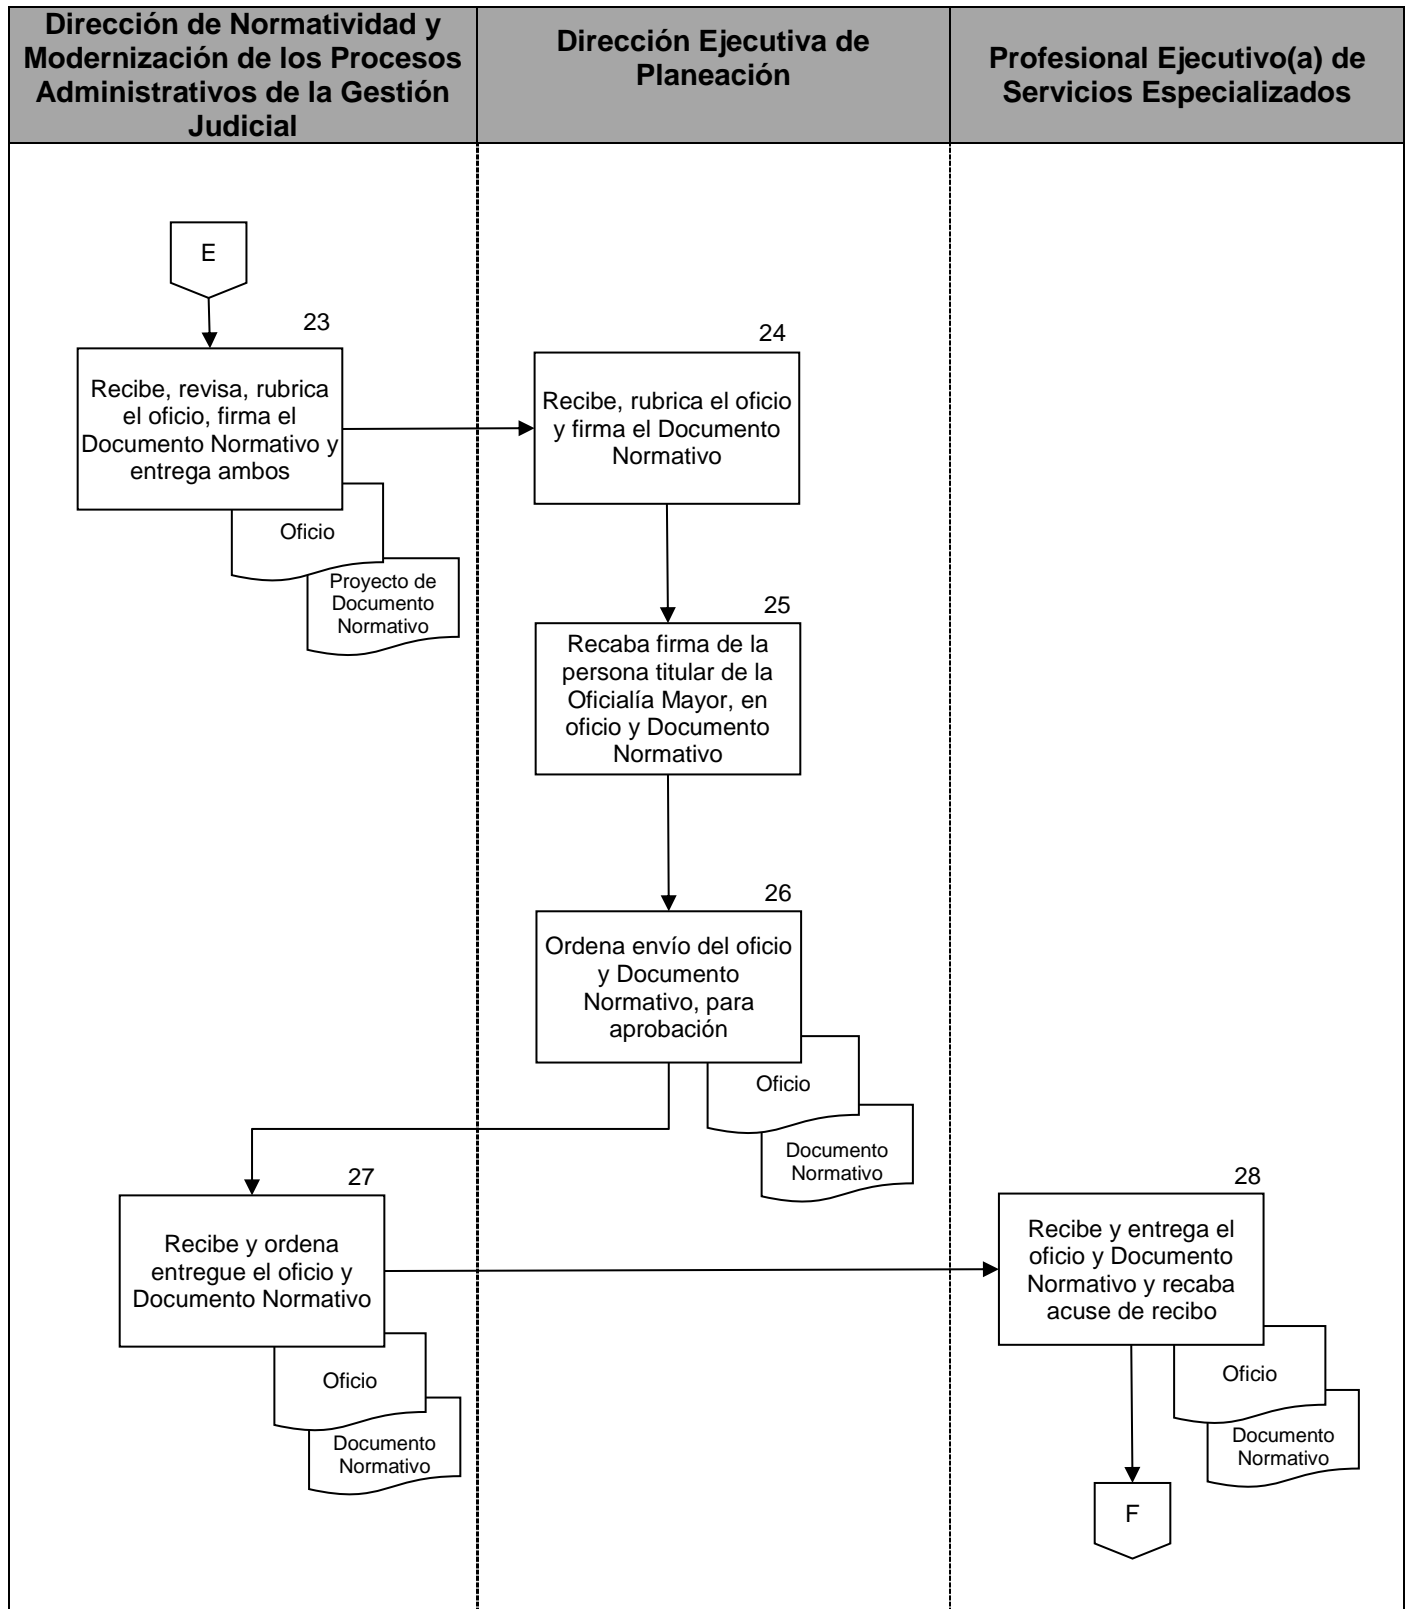 Dirección de Normatividad y
Modernización de los Procesos
Administrativos de la Gestión
Judicial
Dirección Ejecutiva de
Planeación
Profesional Ejecutivo(a) de
Servicios Especializados
E
23
Recibe, revisa, rubrica
el oficio, firma el
Documento Normativo y
entrega ambos
Oficio
Proyecto de
Documento
Normativo
24
Recibe, rubrica el oficio
y firma el Documento
Normativo
25
Recaba firma de la
persona titular de la
Oficialía Mayor, en
oficio y Documento
Normativo
26
Ordena envío del oficio
y Documento
Normativo, para
aprobación
Oficio
Documento
Normativo
27
Recibe y ordena
entregue el oficio y
Documento Normativo
Oficio
Documento
Normativo
28
Recibe y entrega el
oficio y Documento
Normativo y recaba
acuse de recibo
Oficio
Documento
Normativo
F